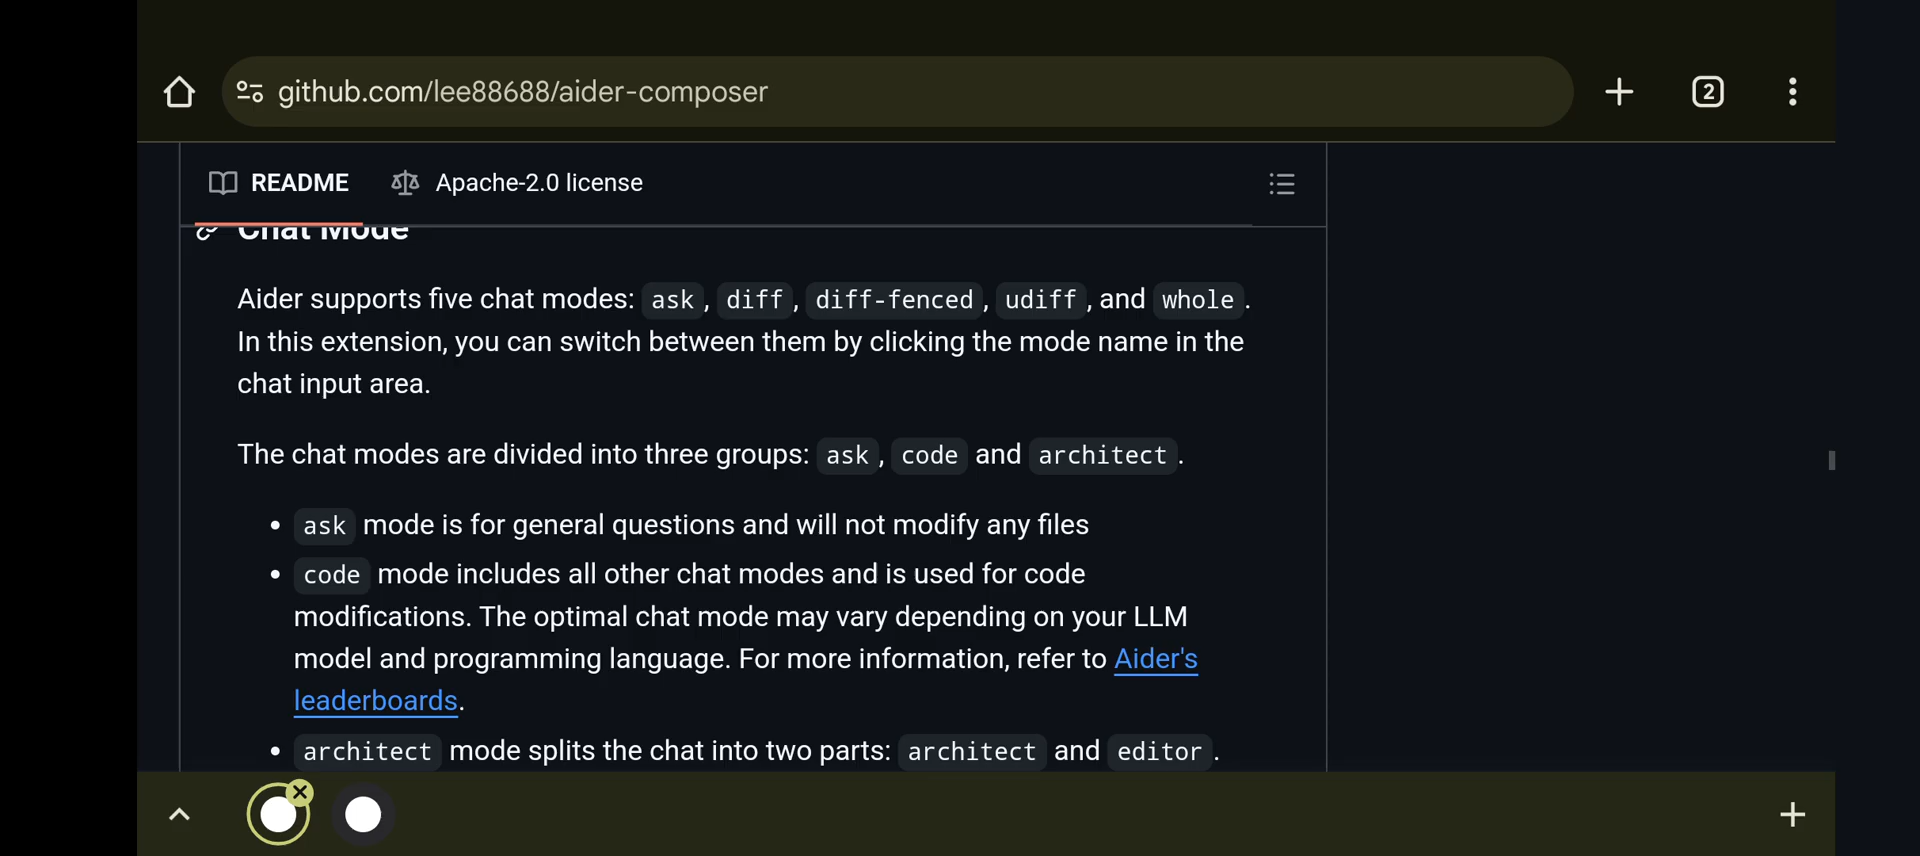 github.com/lee88688/aider-composer
2
README
Apache-2.0 license
Chat Mode
Aider supports five chat modes: ask, diff, diff-fenced, udiff, and whole.
In this extension, you can switch between them by clicking the mode name in the
chat input area.
The chat modes are divided into three groups: ask, code and architect.
• ask mode is for general questions and will not modify any files
• code mode includes all other chat modes and is used for code
modifications. The optimal chat mode may vary depending on your LLM
model and programming language. For more information, refer to Aider's
leaderboards.
• architect mode splits the chat into two parts: architect and editor.